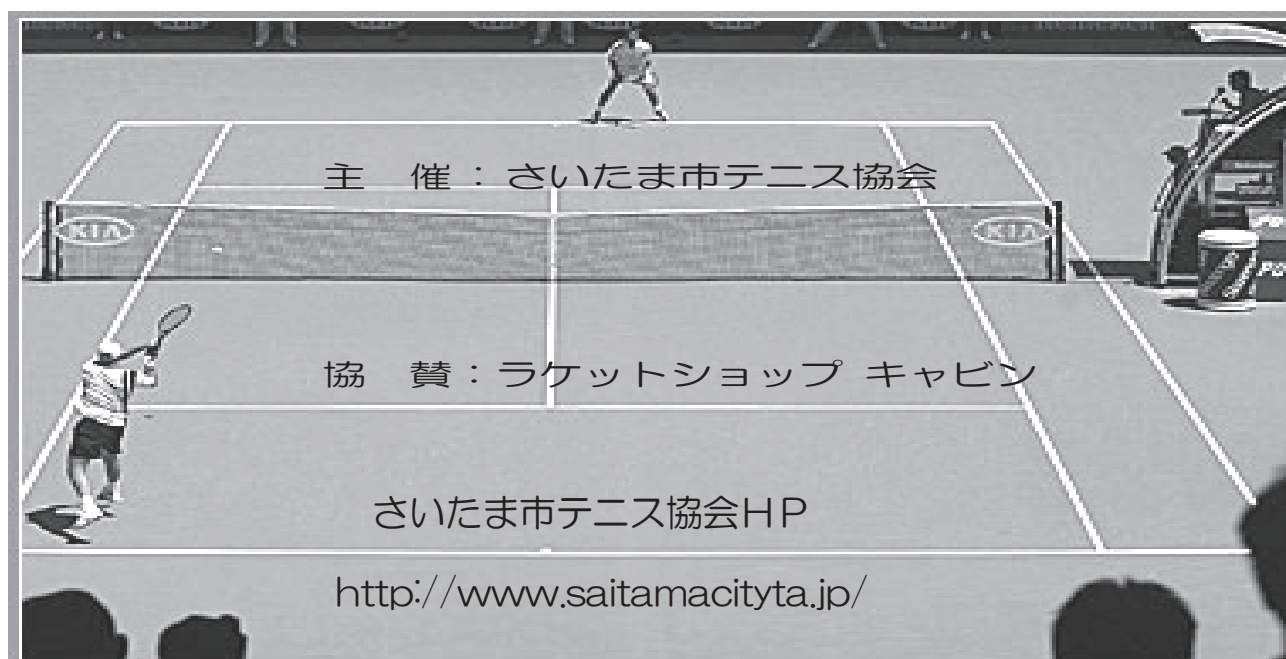 主　催：さいたま市テニス協会
KIA KIA
協　賛：ラケットショップ キャビン
さいたま市テニス協会HP
http://www.saitamacityta.jp/